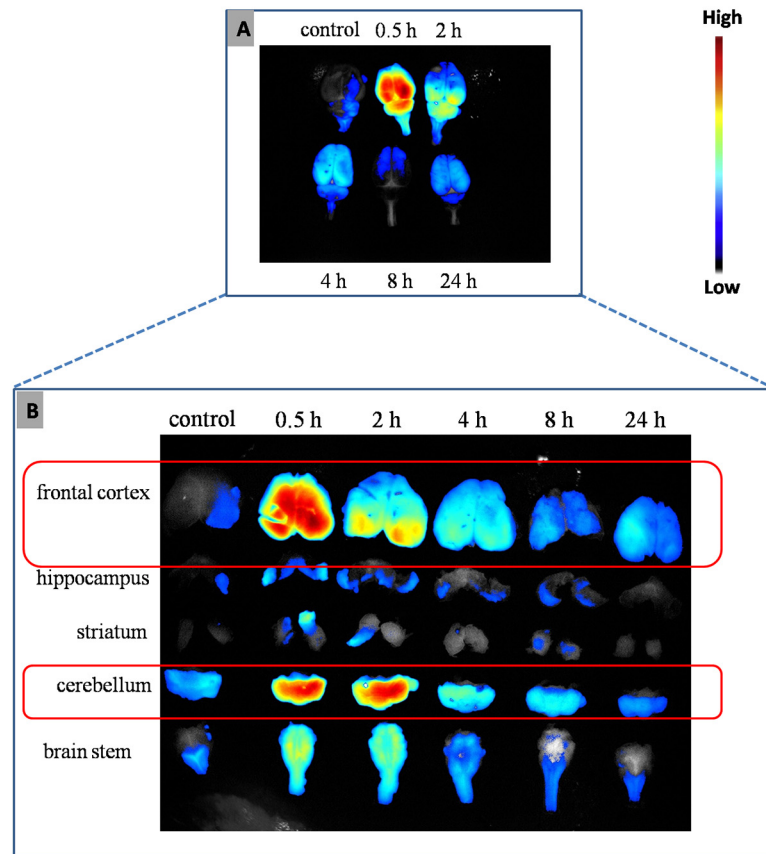 A
control 0.5 h 2 h
4 h 8 h 24 h
High
Low
B
control 0.5 h 2 h 4 h 8 h 24 h
frontal cortex
hippocampus
striatum
cerebellum
brain stem